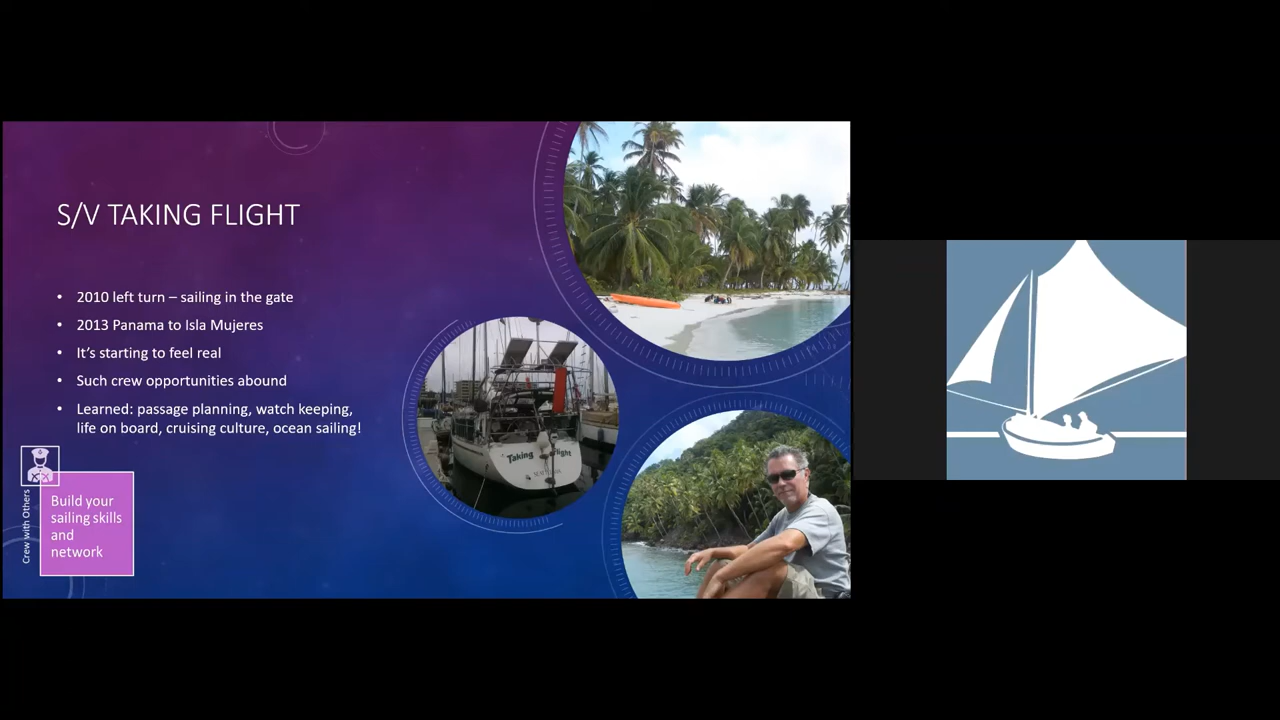 S/V TAKING FLIGHT
• 2010 left turn – sailing in the gate
• 2013 Panama to Isla Mujeres
• It's starting to feel real
• Such crew opportunities abound
• Learned: passage planning, watch keeping,
life on board, cruising culture, ocean sailing!
Taking flight
Crew with Others
Build your
sailing skills
and
network